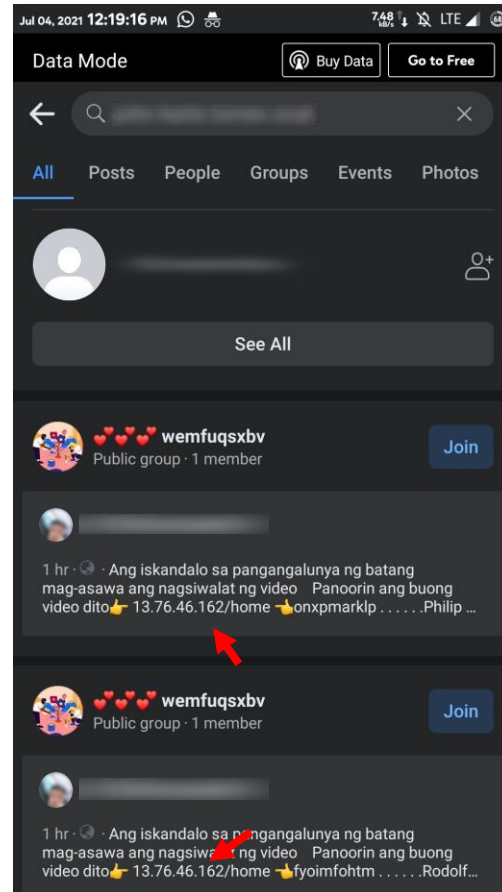 Jul 04, 2021 12:19:16 PM 7.48 kB/s LTE 68
Data Mode Buy Data Go to Free
All Posts People Groups Events Photos
See All
💕💕💕 wemfuqsxbv
Public group · 1 member
Join
1 hr · · Ang iskandalo sa pangangalunya ng batang
mag-asawa ang nagsiwalat ng video Panoorin ang buong
video dito👉 13.76.46.162/home 👈onxpmarklp . . . . . .Philip ...
💕💕💕 wemfuqsxbv
Public group · 1 member
Join
1 hr · · Ang iskandalo sa pangangalunya ng batang
mag-asawa ang nagsiwalat ng video Panoorin ang buong
video dito👉 13.76.46.162/home 👈fyoimfohtm . . . . . .Rodolf...